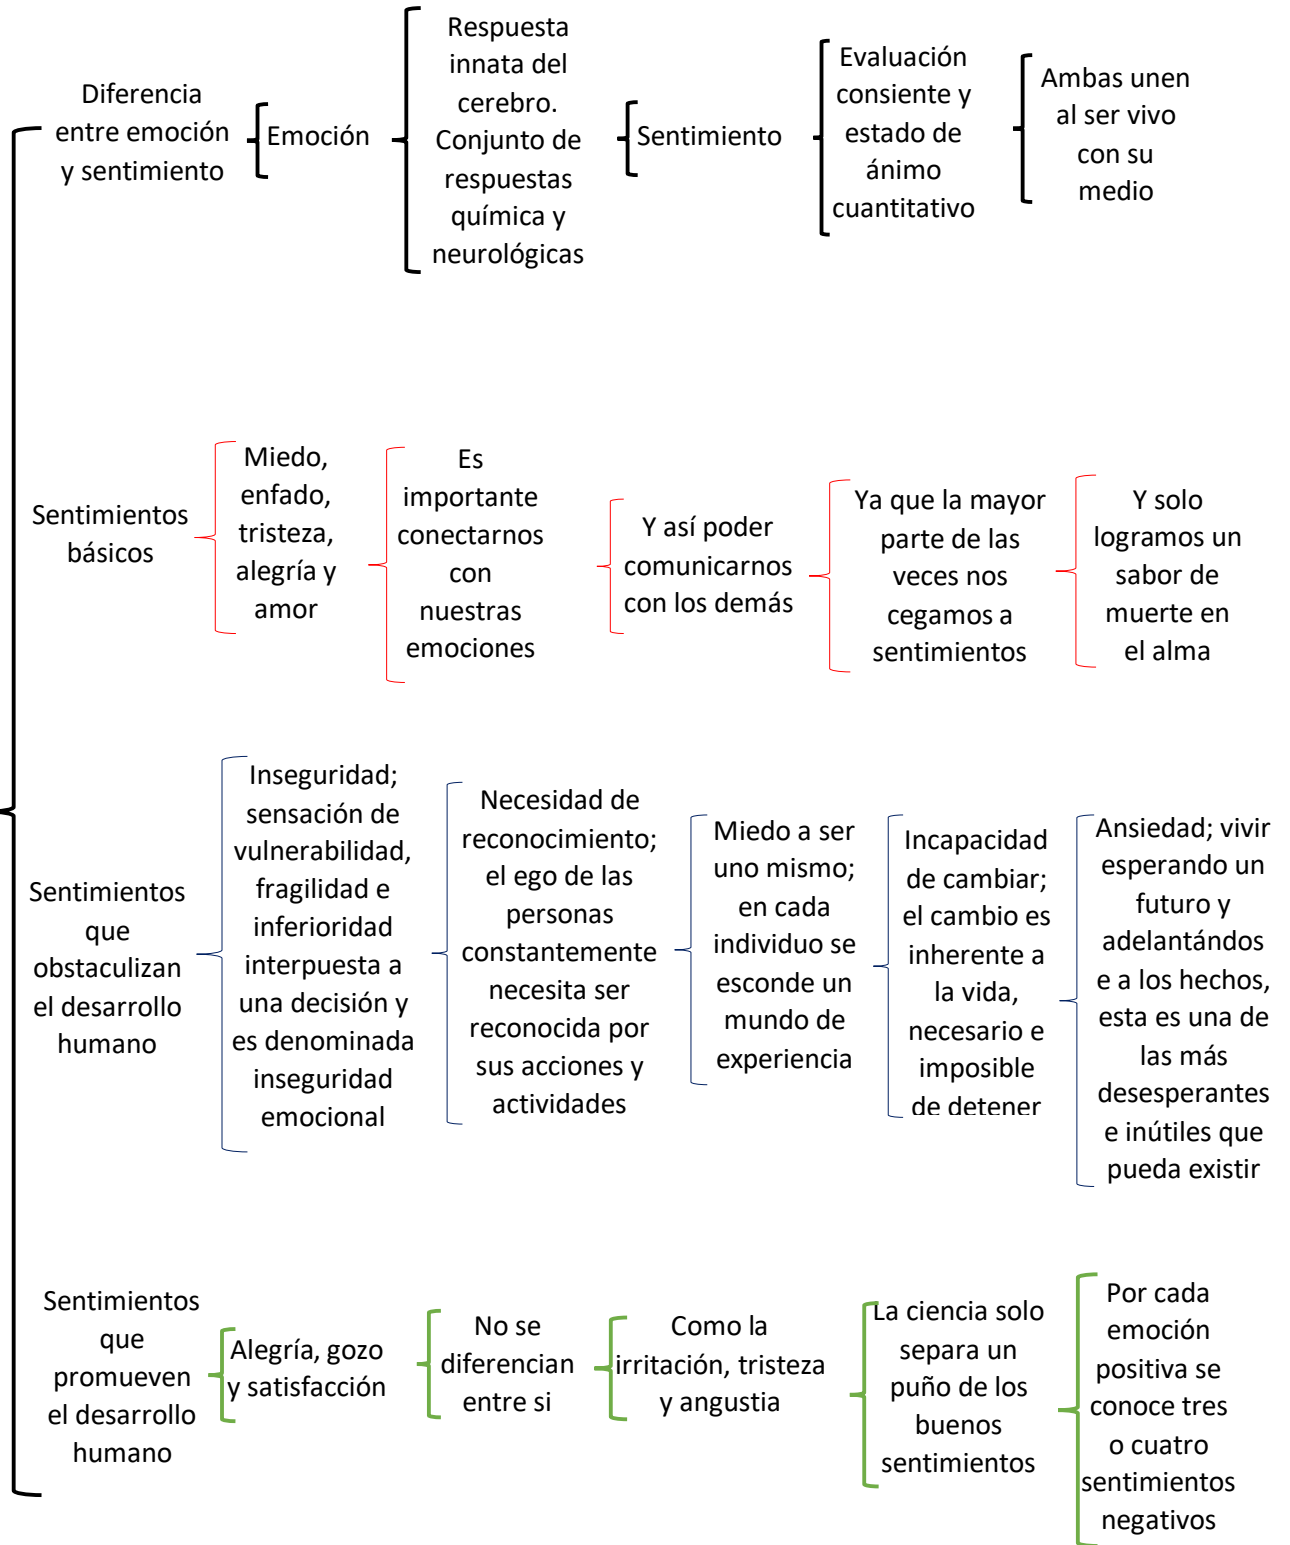 Diferencia
entre emoción
y sentimiento
Emoción
Respuesta
innata del
cerebro.
Conjunto de
respuestas
química y
neurológicas
Sentimiento
Evaluación
consiente y
estado de
ánimo
cuantitativo
Ambas unen
al ser vivo
con su
medio
Sentimientos
básicos
Miedo,
enfado,
tristeza,
alegría y
amor
Es
importante
conectarnos
con
nuestras
emociones
Y así poder
comunicarnos
con los demás
Ya que la mayor
parte de las
veces nos
cegamos a
sentimientos
Y solo
logramos un
sabor de
muerte en
el alma
Sentimientos
que
obstaculizan
el desarrollo
humano
Inseguridad;
sensación de
vulnerabilidad,
fragilidad e
inferioridad
interpuesta a
una decisión y
es denominada
inseguridad
emocional
Necesidad de
reconocimiento;
el ego de las
personas
constantemente
necesita ser
reconocida por
sus acciones y
actividades
Miedo a ser
uno mismo;
en cada
individuo se
esconde un
mundo de
experiencia
Incapacidad
de cambiar;
el cambio es
inherente a
la vida,
necesario e
imposible
de detener
Ansiedad; vivir
esperando un
futuro y
adelantándos
e a los hechos,
esta es una de
las más
desesperantes
e inútiles que
pueda existir
Sentimientos
que
promueven
el desarrollo
humano
Alegría, gozo
y satisfacción
No se
diferencian
entre si
Como la
irritación, tristeza
y angustia
La ciencia solo
separa un
puño de los
buenos
sentimientos
Por cada
emoción
positiva se
conoce tres
o cuatro
sentimientos
negativos